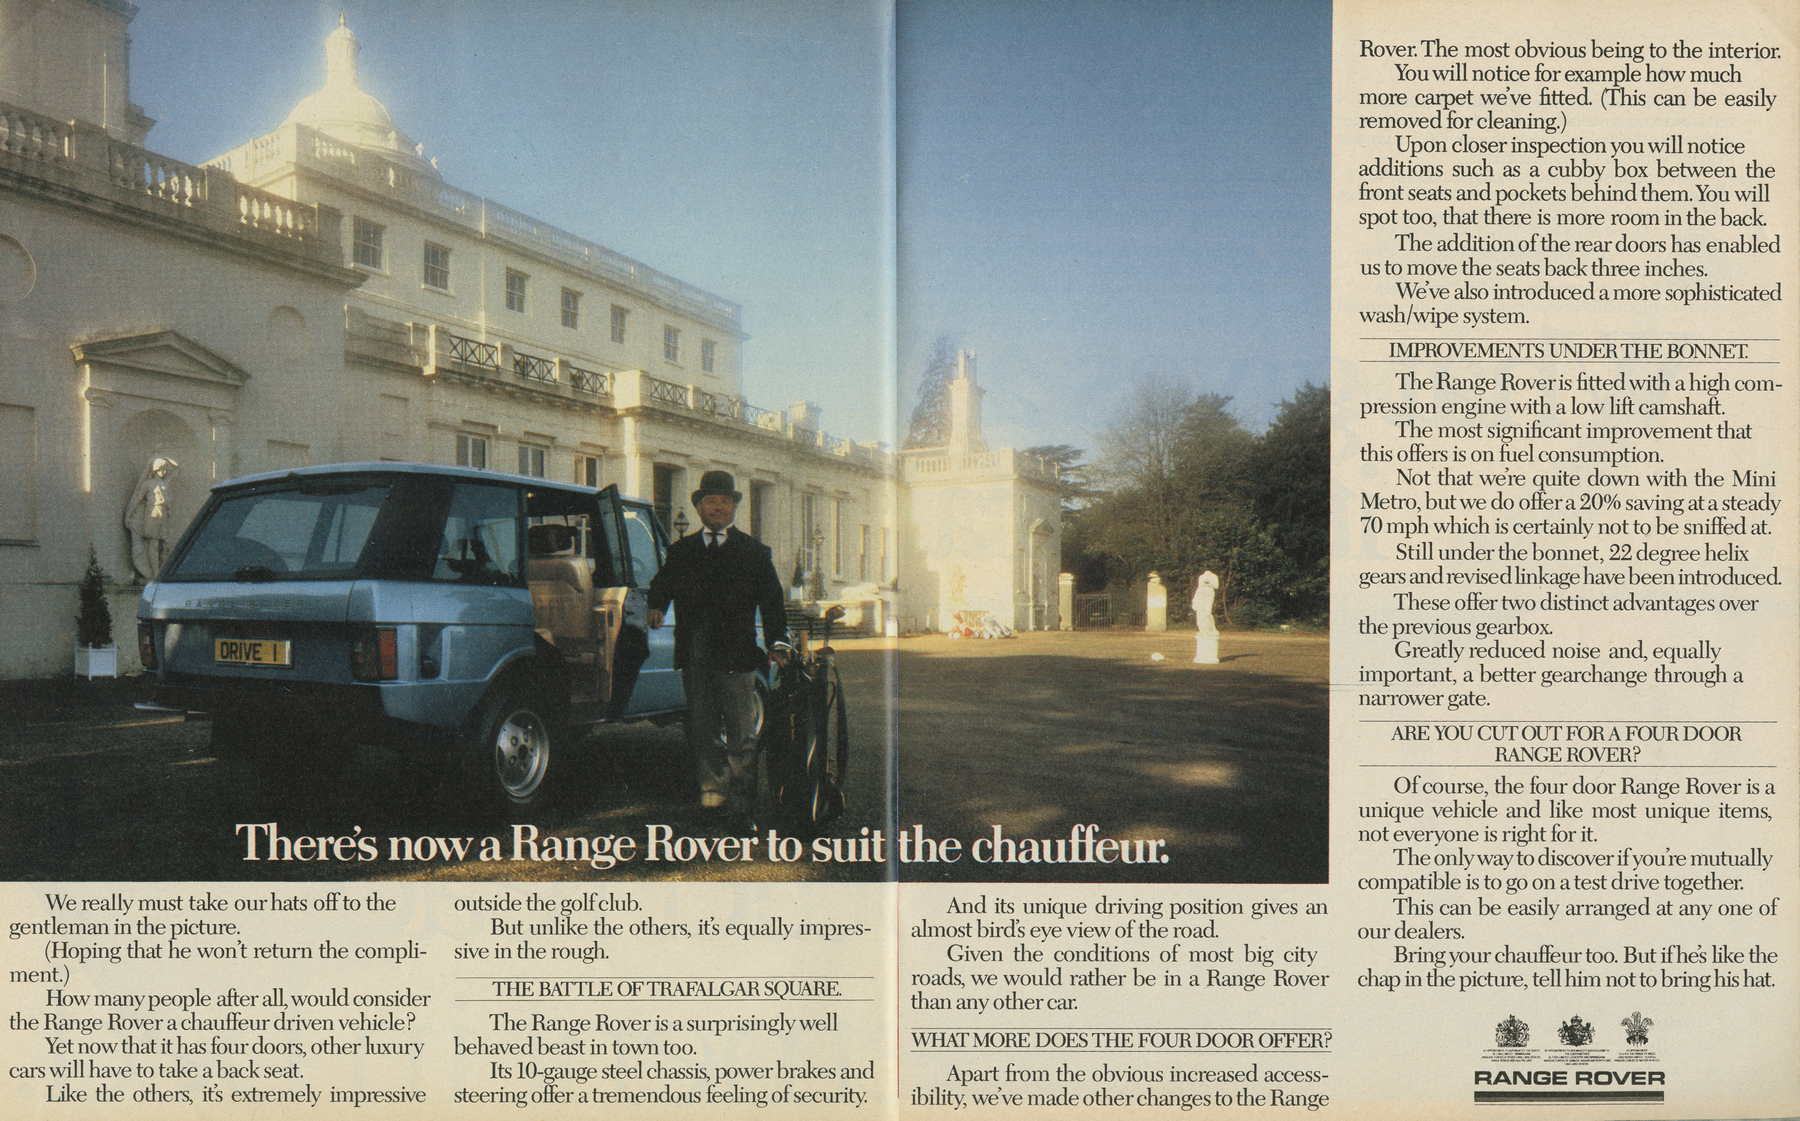 RANGE ROVER
DRIVE 1
There's now a Range Rover to suit the chauffeur.
We really must take our hats off to the
gentleman in the picture.
(Hoping that he won't return the compli-
ment.)
How many people after all, would consider
the Range Rover a chauffeur driven vehicle?
Yet now that it has four doors, other luxury
cars will have to take a back seat.
Like the others, it's extremely impressive
outside the golf club.
But unlike the others, it's equally impres-
sive in the rough.
THE BATTLE OF TRAFALGAR SQUARE.
The Range Rover is a surprisingly well
behaved beast in town too.
Its 10-gauge steel chassis, power brakes and
steering offer a tremendous feeling of security.
And its unique driving position gives an
almost bird's eye view of the road.
Given the conditions of most big city
roads, we would rather be in a Range Rover
than any other car.
WHAT MORE DOES THE FOUR DOOR OFFER?
Apart from the obvious increased access-
ibility, we've made other changes to the Range
Rover. The most obvious being to the interior.
You will notice for example how much
more carpet we've fitted. (This can be easily
removed for cleaning.)
Upon closer inspection you will notice
additions such as a cubby box between the
front seats and pockets behind them. You will
spot too, that there is more room in the back.
The addition of the rear doors has enabled
us to move the seats back three inches.
We've also introduced a more sophisticated
wash/wipe system.
IMPROVEMENTS UNDER THE BONNET.
The Range Rover is fitted with a high com-
pression engine with a low lift camshaft.
The most significant improvement that
this offers is on fuel consumption.
Not that we're quite down with the Mini
Metro, but we do offer a 20% saving at a steady
70 mph which is certainly not to be sniffed at.
Still under the bonnet, 22 degree helix
gears and revised linkage have been introduced.
These offer two distinct advantages over
the previous gearbox.
Greatly reduced noise and, equally
important, a better gearchange through a
narrower gate.
ARE YOU CUT OUT FOR A FOUR DOOR
RANGE ROVER?
Of course, the four door Range Rover is a
unique vehicle and like most unique items,
not everyone is right for it.
The only way to discover if you're mutually
compatible is to go on a test drive together.
This can be easily arranged at any one of
our dealers.
Bring your chauffeur too. But if he's like the
chap in the picture, tell him not to bring his hat.
RANGE ROVER